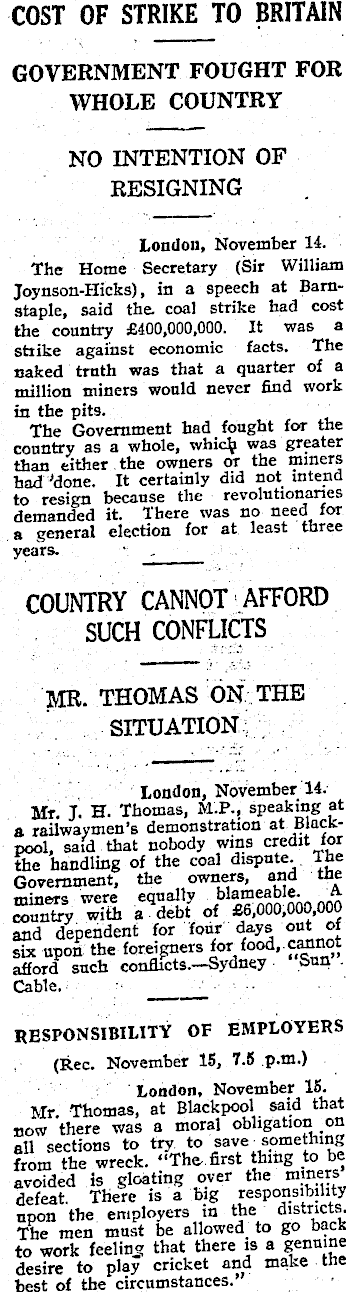 COST OF STRIKE TO BRITAIN
GOVERNMENT FOUGHT FOR
WHOLE COUNTRY
NO INTENTION OF
RESIGNING
London, November 14.
The Home Secretary (Sir William
Joynson-Hicks), in a speech at Barn-
staple, said the coal strike had cost
the country £400,000,000. It was a
strike against economic facts. The
naked truth was that a quarter of a
million miners would never find work
in the pits.
The Government had fought for the
country as a whole, which was greater
than either the owners or the miners
had done. It certainly did not intend
to resign because the revolutionaries
demanded it. There was no need for
a general election for at least three
years.
COUNTRY CANNOT AFFORD
SUCH CONFLICTS
MR. THOMAS ON THE
SITUATION
London, November 14.
Mr. J. H. Thomas, M.P., speaking at
a railwaymen's demonstration at Black-
pool, said that nobody wins credit for
the handling of the coal dispute. The
Government, the owners, and the
miners were equally blameable. A
country with a debt of £6,000,000,000
and dependent for four days out of
six upon the foreigners for food, cannot
afford such conflicts.—Sydney "Sun"
Cable.
RESPONSIBILITY OF EMPLOYERS
(Rec. November 15, 7.5 p.m.)
London, November 15.
Mr. Thomas, at Blackpool said that
now there was a moral obligation on
all sections to try to save something
from the wreck. "The first thing to be
avoided is gloating over the miners'
defeat. There is a big responsibility
upon the employers in the districts.
The men must be allowed to go back
to work feeling that there is a genuine
desire to play cricket and make the
best of the circumstances."